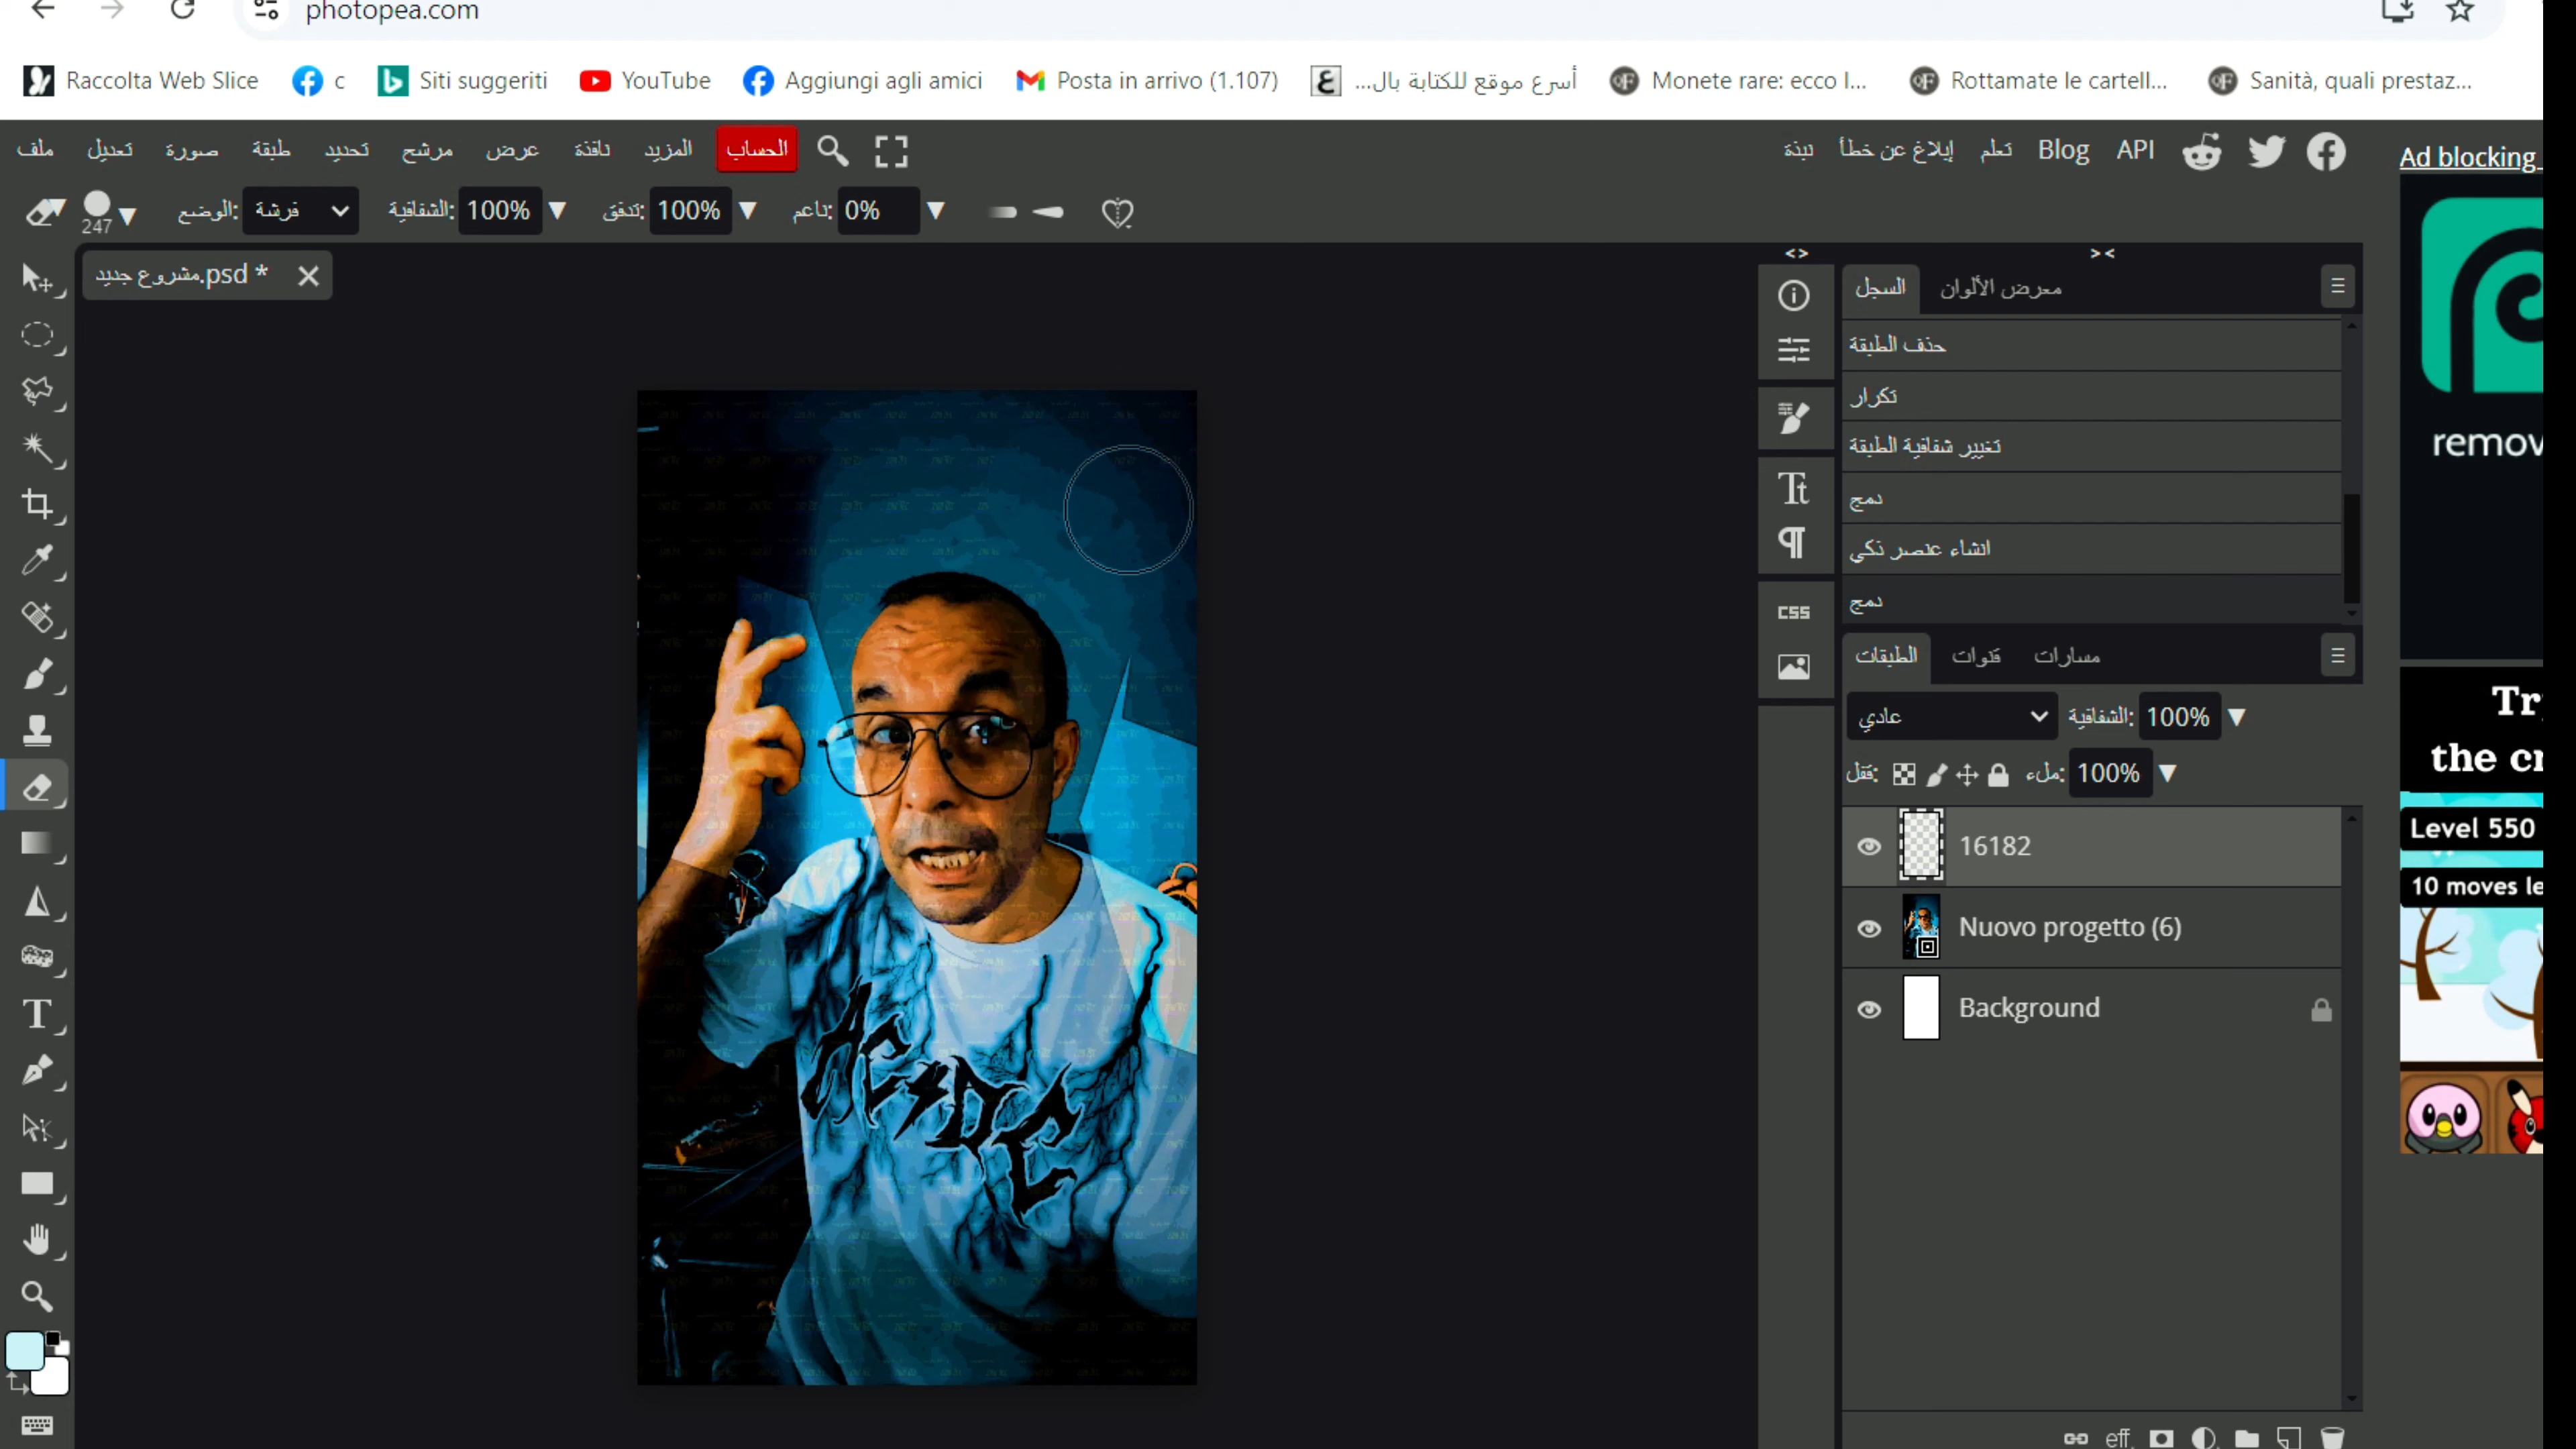 photopea.com
Raccolta Web Slice
c
Siti suggeriti
YouTube
Aggiungi agli amici
Posta in arrivo (1.107)
أسرع موقع للكتابة بال...
Monete rare: ecco l...
Rottamate le cartell...
Sanità, quali prestaz...
ملف
تعديل
صورة
طبقة
تحديد
مرشح
عرض
نافذة
المزيد
الحساب
نبذة
إبلاغ عن خطأ
تعلم
Blog
API
Ad blocking
247
الوضع:
فرشة
الشفافية: 100%
تدفق: 100%
ناعم: 0%
مشروع جديد.psd *
السجل
معرض الألوان
حذف الطبقة
تكرار
تغيير شفافية الطبقة
دمج
انشاء عنصر ذكي
دمج
CSS
الطبقات
قنوات
مسارات
عادي
الشفافية: 100%
قفل:
ملء: 100%
16182
Nuovo progetto (6)
Background
eff
remov
Tr
the cr
Level 550
10 moves le